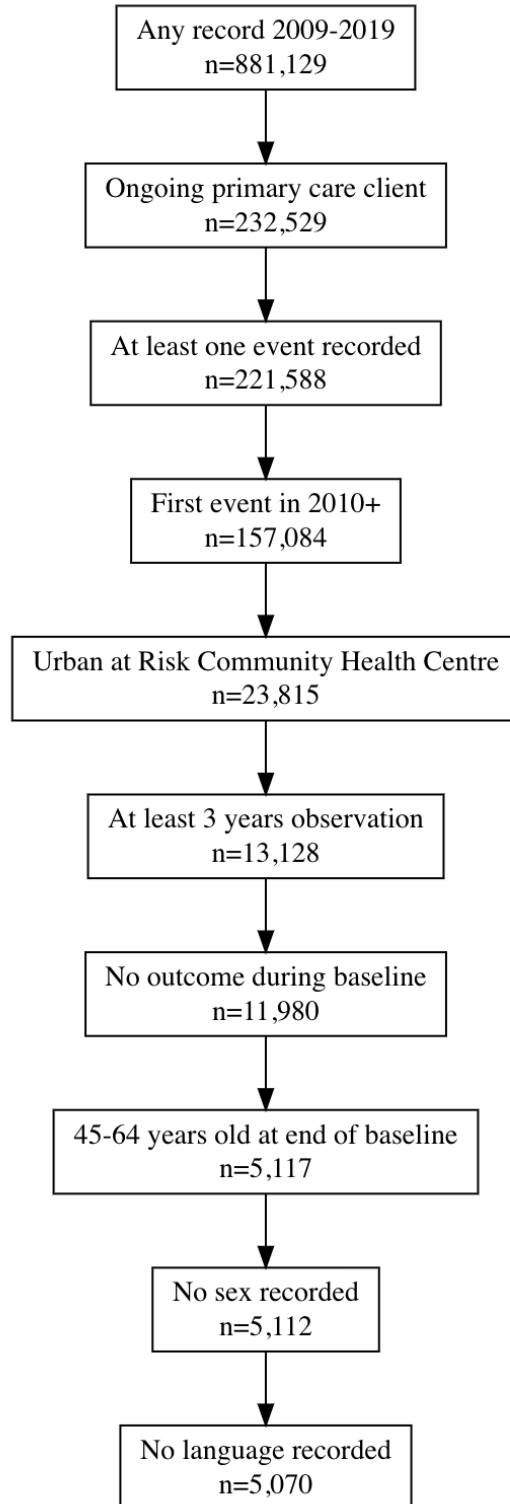 Any record 2009-2019
n=881,129
Ongoing primary care client
n=232,529
At least one event recorded
n=221,588
First event in 2010+
n=157,084
Urban at Risk Community Health Centre
n=23,815
At least 3 years observation
n=13,128
No outcome during baseline
n=11,980
45-64 years old at end of baseline
n=5,117
No sex recorded
n=5,112
No language recorded
n=5,070